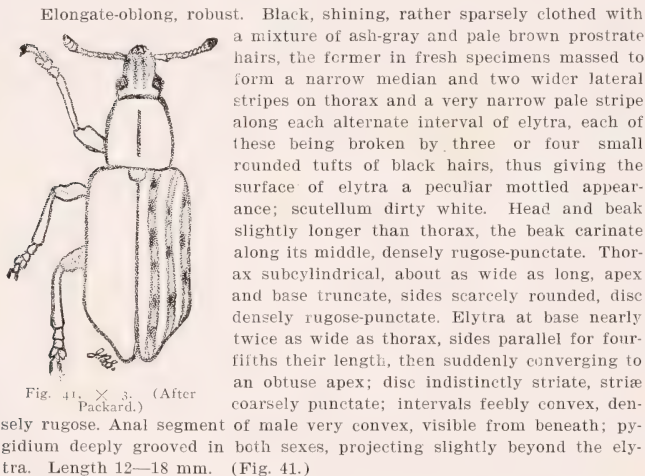 Elongate-oblong, robust. Black, shining, rather sparsely clothed with
a mixture of ash-gray and pale brown prostrate
hairs, the former in fresh specimens massed to
form a narrow median and two wider lateral
stripes on thorax and a very narrow pale stripe
along each alternate interval of elytra, each of
these being broken by three or four small
rounded tufts of black hairs, thus giving the
surface of elytra a peculiar mottled appear-
ance; scutellum dirty white. Head and beak
slightly longer than thorax, the beak carinate
along its middle, densely rugose-punctate. Thor-
ax subcylindrical, about as wide as long, apex
and base truncate, sides scarcely rounded, disc
densely rugose-punctate. Elytra at base nearly
twice as wide as thorax, sides parallel for four-
fifths their length, then suddenly converging to
an obtuse apex; disc indistinctly striate, striæ
coarsely punctate; intervals feebly convex, den-
Fig. 41. × 3. (After
Packard.)
sely rugose. Anal segment of male very convex, visible from beneath; py-
gidium deeply grooved in both sexes, projecting slightly beyond the ely-
tra. Length 12—18 mm. (Fig. 41.)